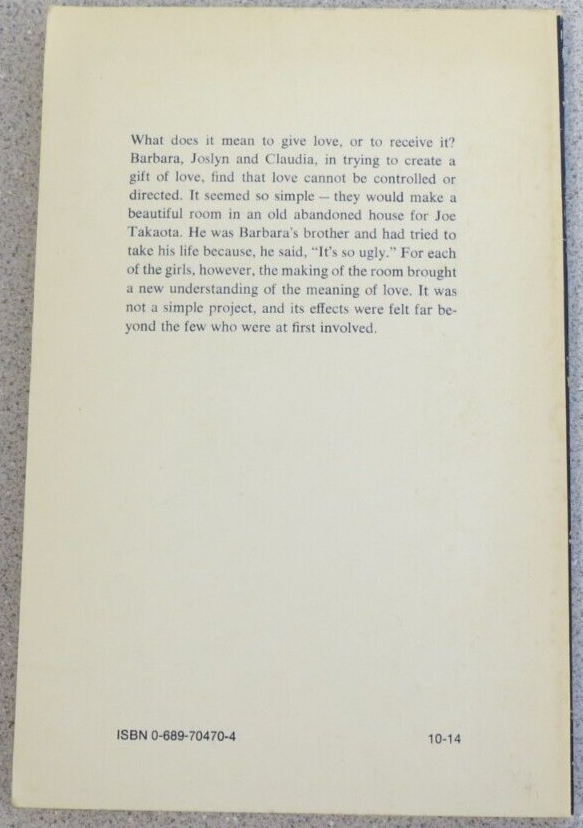 What does it mean to give love, or to receive it?
Barbara, Joslyn and Claudia, in trying to create a
gift of love, find that love cannot be controlled or
directed. It seemed so simple — they would make a
beautiful room in an old abandoned house for Joe
Takaota. He was Barbara's brother and had tried to
take his life because, he said, “It's so ugly.” For each
of the girls, however, the making of the room brought
a new understanding of the meaning of love. It was
not a simple project, and its effects were felt far be-
yond the few who were at first involved.
ISBN 0-689-70470-4 10-14